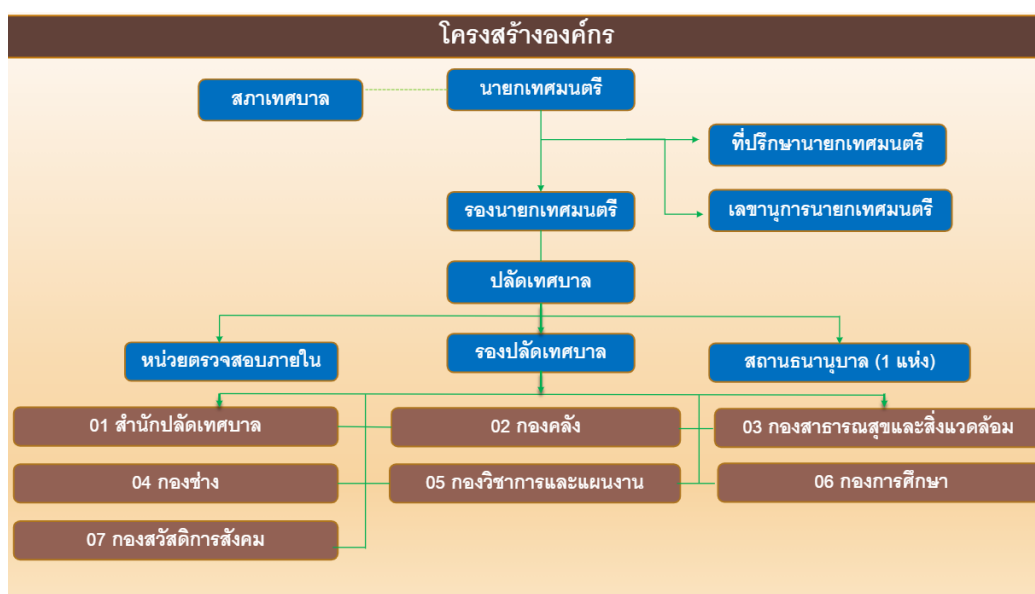 โครงสร้างองค์กร
นายกเทศมนตรี
สภาเทศบาล
ที่ปรึกษานายกเทศมนตรี
รองนายกเทศมนตรี
เลขานุการนายกเทศมนตรี
ปลัดเทศบาล
หน่วยตรวจสอบภายใน
รองปลัดเทศบาล
สถานธนานุบาล (1 แห่ง)
01 สำนักปลัดเทศบาล
02 กองคลัง
03 กองสาธารณสุขและสิ่งแวดล้อม
04 กองช่าง
05 กองวิชาการและแผนงาน
06 กองการศึกษา
07 กองสวัสดิการสังคม